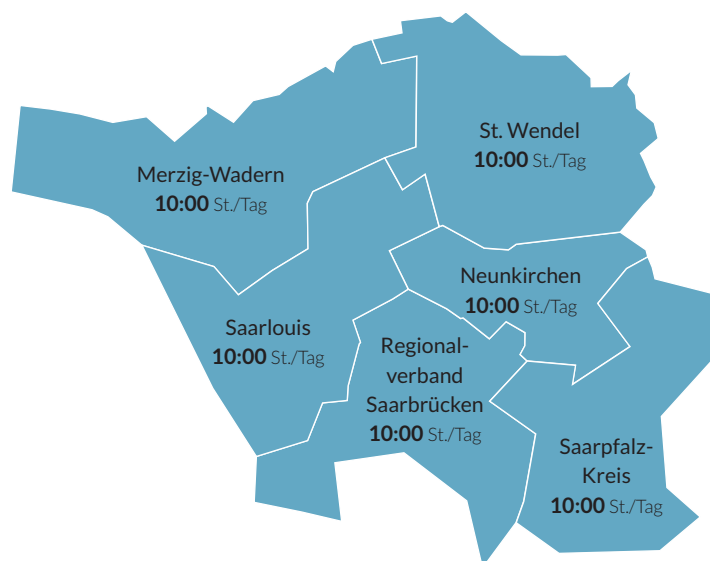 St. Wendel
10:00 St./Tag
Merzig-Wadern
10:00 St./Tag
Neunkirchen
10:00 St./Tag
Saarlouis
10:00 St./Tag
Regional-
verband
Saarbrücken
10:00 St./Tag
Saarpfalz-
Kreis
10:00 St./Tag